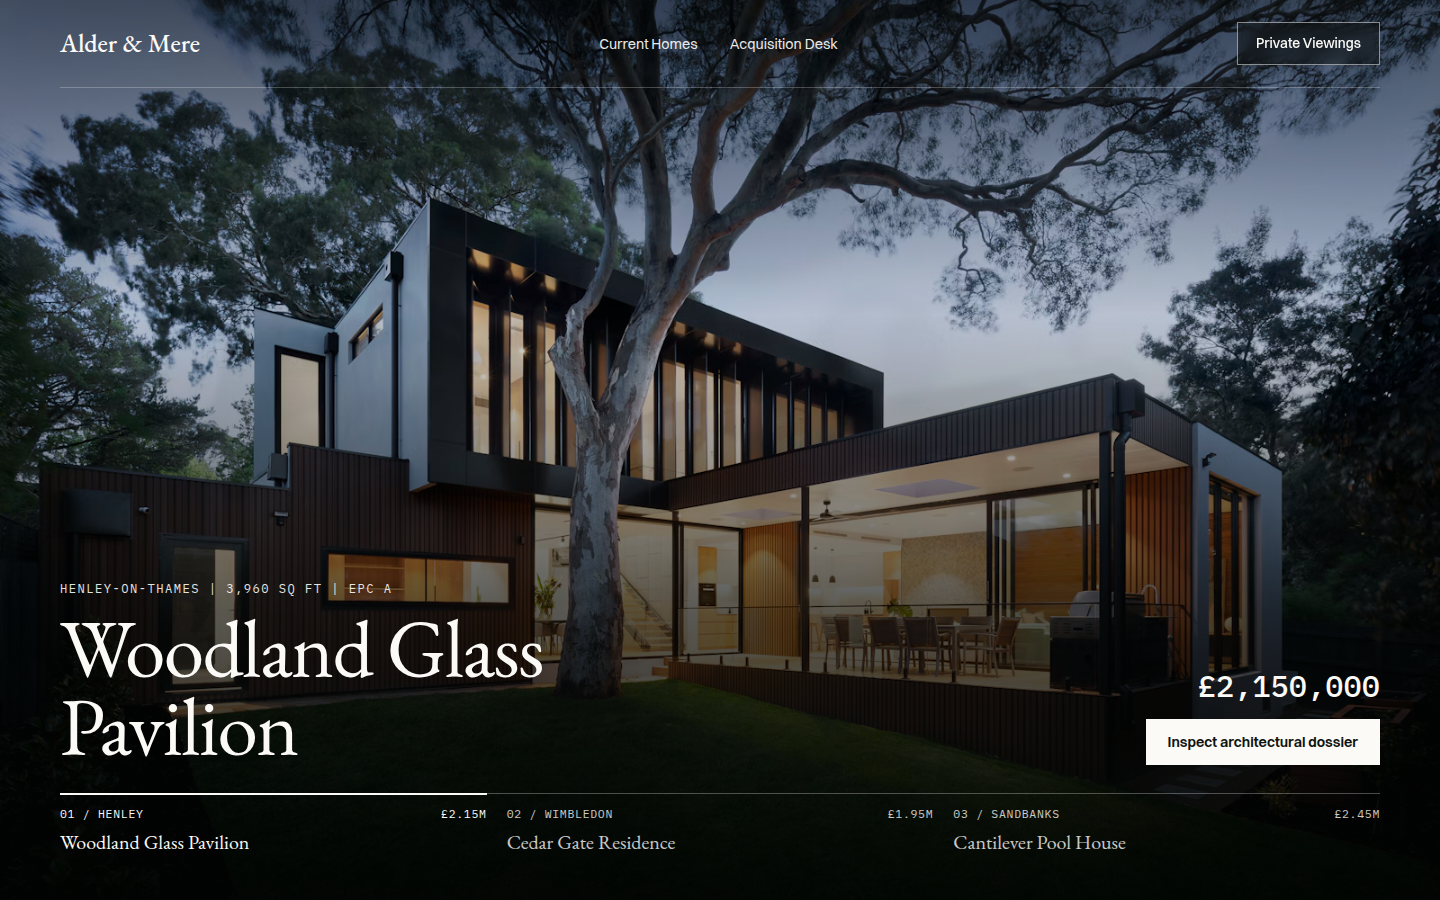 Alder & Mere
Current Homes
Acquisition Desk
Private Viewings
HENLEY-ON-THAMES | 3,960 SQ FT | EPC A
Woodland Glass
Pavilion
£2,150,000
Inspect architectural dossier
01 / HENLEY
£2.15M
Woodland Glass Pavilion
02 / WIMBLEDON
£1.95M
Cedar Gate Residence
03 / SANDBANKS
£2.45M
Cantilever Pool House